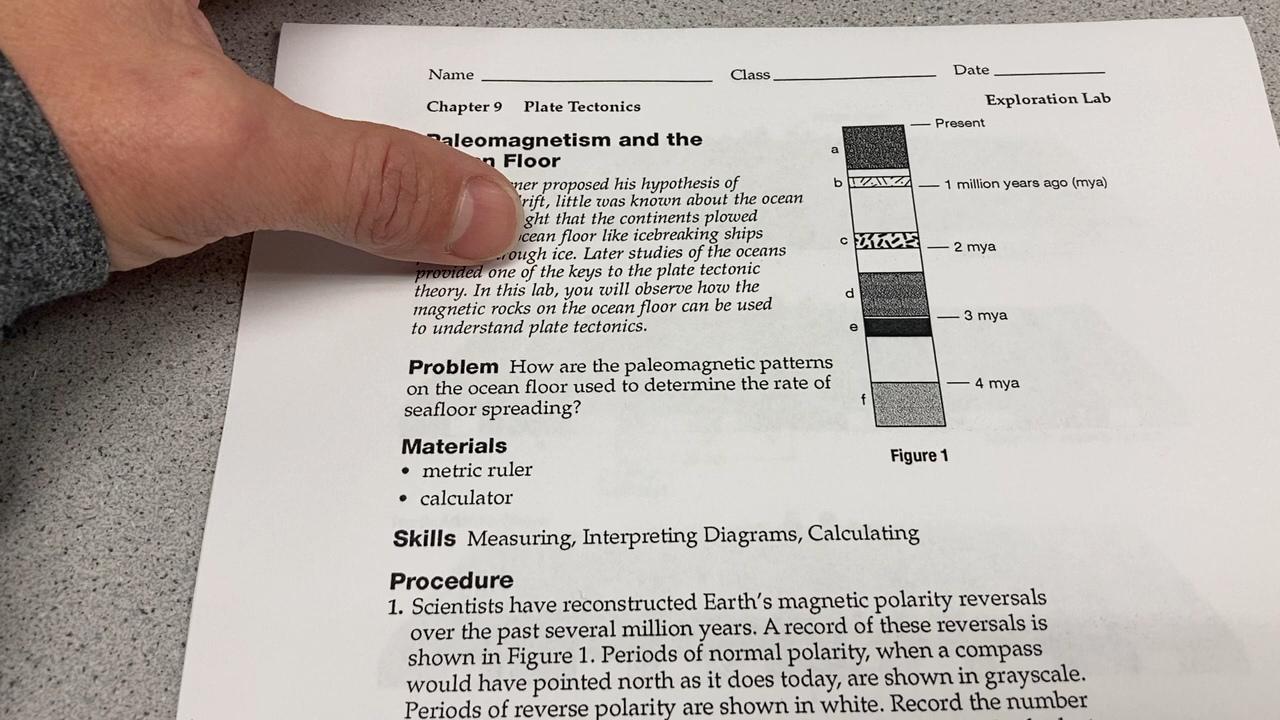 Name Class Date
Chapter 9 Plate Tectonics
Exploration Lab
Paleomagnetism and the
Floor
proposed his hypothesis of
little was known about the ocean
that the continents plowed
ocean floor like icebreaking ships
ice. Later studies of the oceans
provided one of the keys to the plate tectonic
theory. In this lab, you will observe how the
magnetic rocks on the ocean floor can be used
to understand plate tectonics.
Problem How are the paleomagnetic patterns
on the ocean floor used to determine the rate of
seafloor spreading?
Materials
• metric ruler
• calculator
a
b
c
d
e
f
Present
1 million years ago (mya)
2 mya
3 mya
4 mya
Figure 1
Skills Measuring, Interpreting Diagrams, Calculating
Procedure
1. Scientists have reconstructed Earth's magnetic polarity reversals
over the past several million years. A record of these reversals is
shown in Figure 1. Periods of normal polarity, when a compass
would have pointed north as it does today, are shown in grayscale.
Periods of reverse polarity are shown in white. Record the number